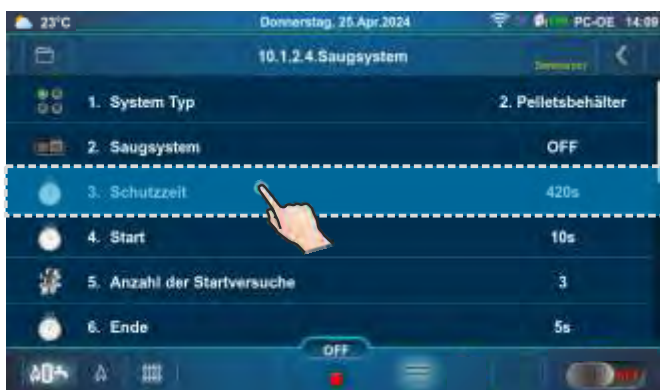 23°C Donnerstag, 25.Apr.2024 PC-OE 14:09
10.1.2.4.Saugsystem
1. System Typ 2. Pelletsbehälter
2. Saugsystem OFF
3. Schutzzeit 420s
4. Start 10s
5. Anzahl der Startversuche 3
6. Ende 5s
OFF